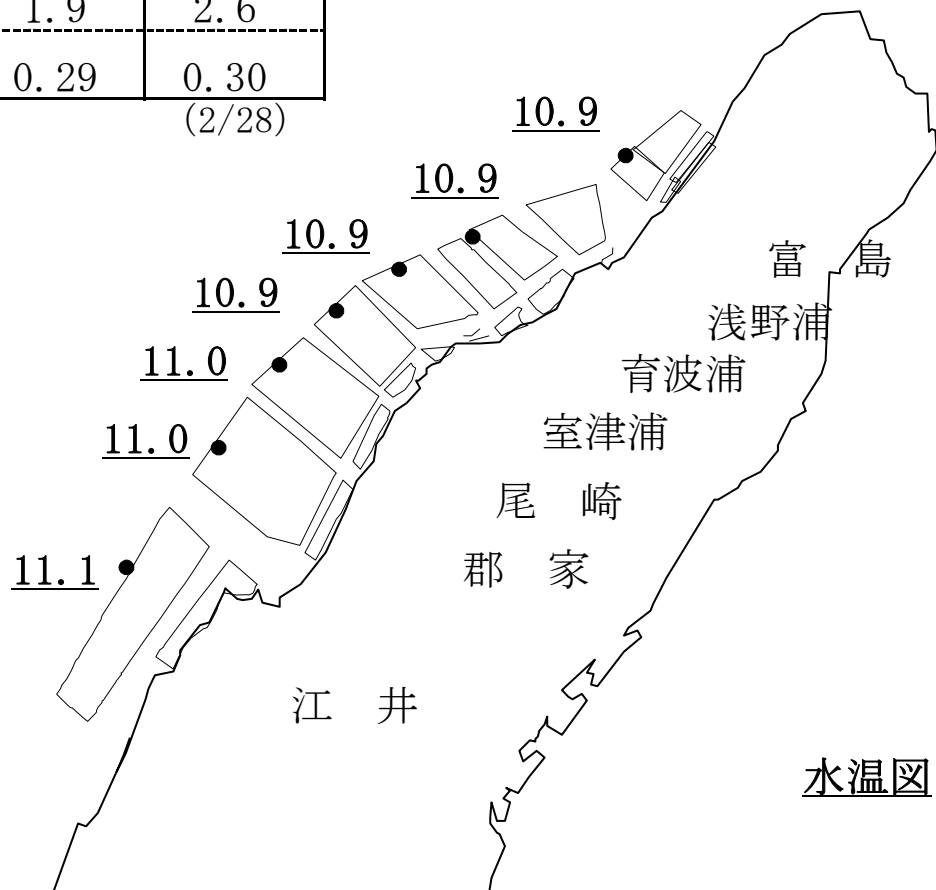 1.9 2.6
0.29 0.30
(2/28)
10.9
10.9
10.9
10.9
11.0
11.0
11.1
富 島
浅野浦
育波浦
室津浦
尾 崎
郡 家
江 井
水温図